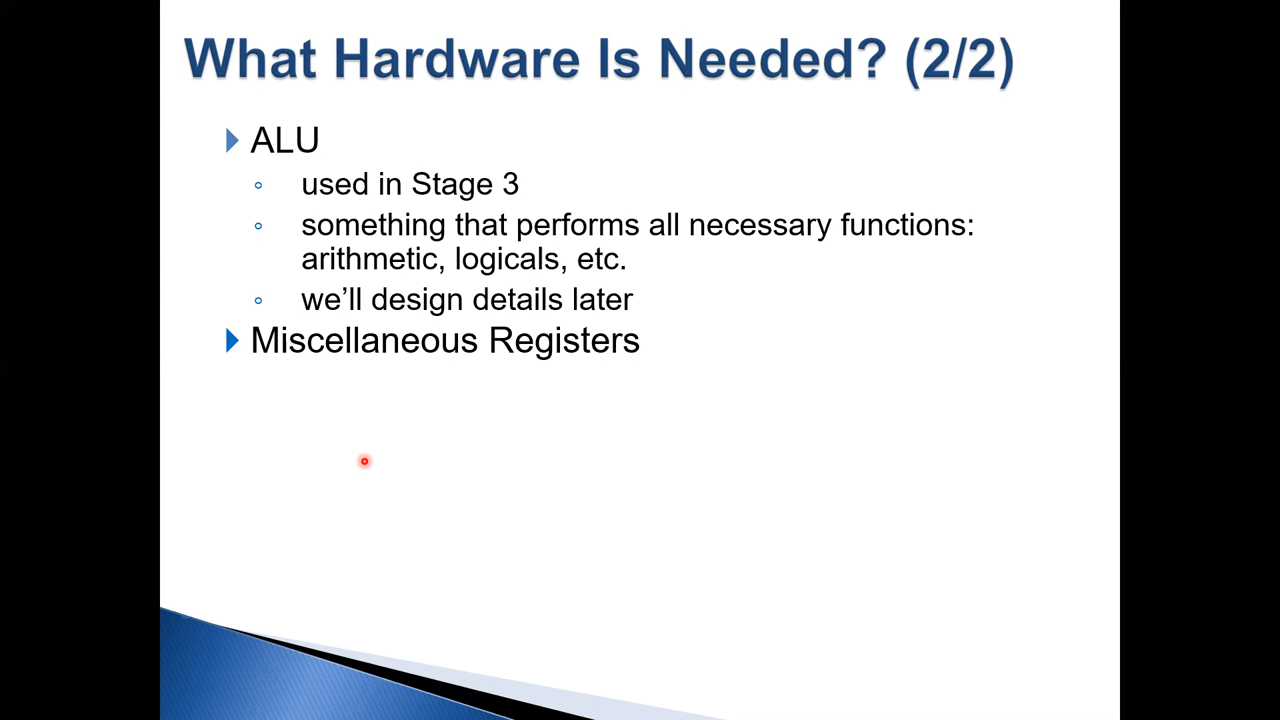 What Hardware Is Needed? (2/2)
ALU
used in Stage 3
something that performs all necessary functions:
arithmetic, logicals, etc.
we’ll design details later
Miscellaneous Registers